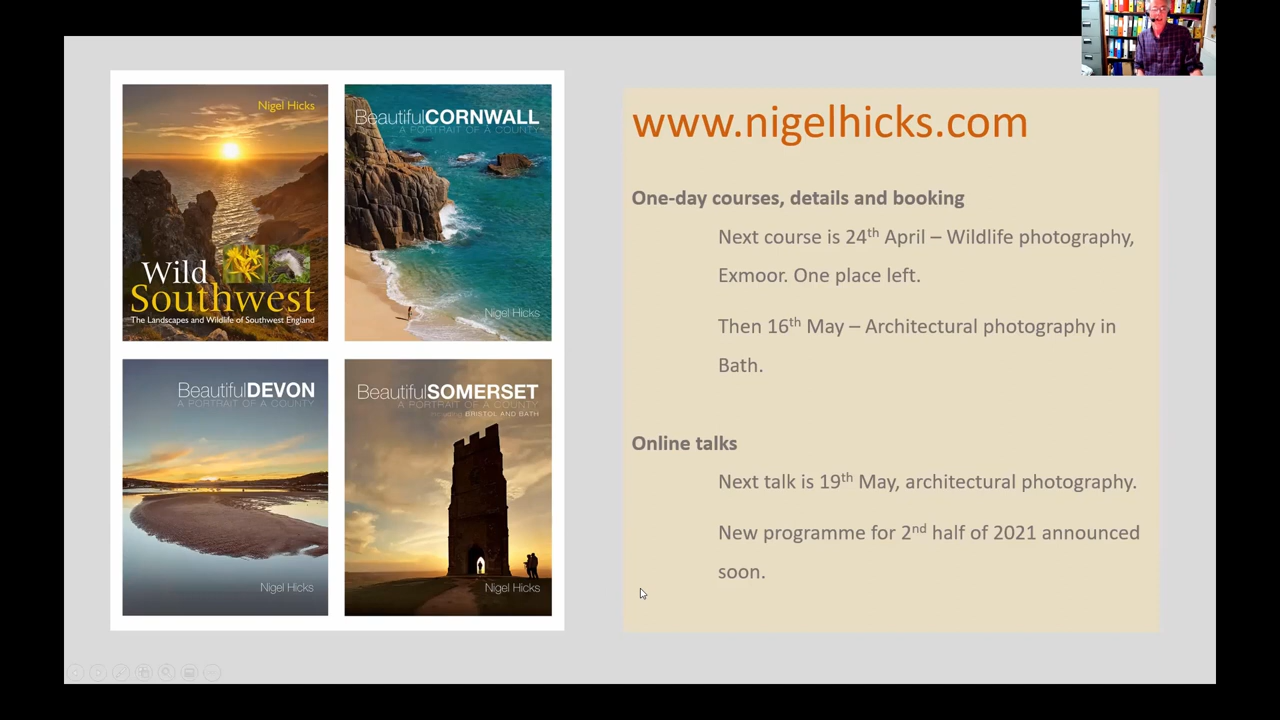 Nigel Hicks
Wild
Southwest
The Landscapes and Wildlife of Southwest England
BeautifulCORNWALL
A PORTRAIT OF A COUNTY
Nigel Hicks
BeautifulDEVON
A PORTRAIT OF A COUNTY
Nigel Hicks
BeautifulSOMERSET
A PORTRAIT OF A COUNTY
including BRISTOL AND BATH
Nigel Hicks
www.nigelhicks.com
One-day courses, details and booking
Next course is 24th April – Wildlife photography,
Exmoor. One place left.
Then 16th May – Architectural photography in
Bath.
Online talks
Next talk is 19th May, architectural photography.
New programme for 2nd half of 2021 announced
soon.